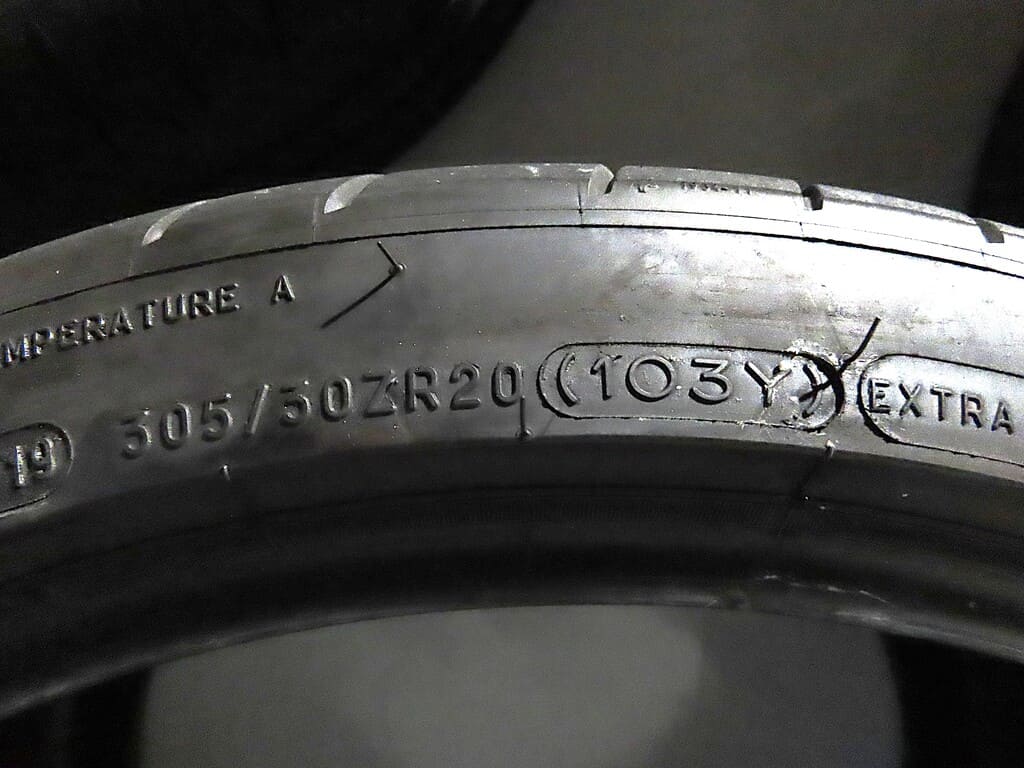 MPERATURE A
19 305/30ZR20 (103Y) EXTRA